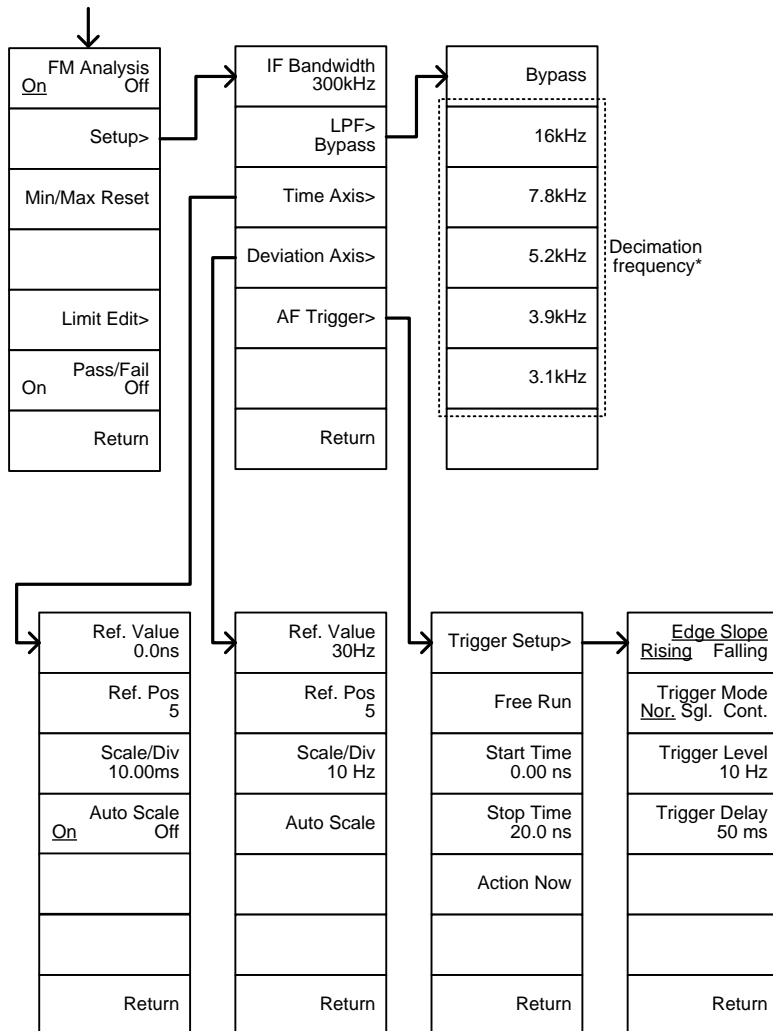 FM Analysis
On Off
Setup>
Min/Max Reset
Limit Edit>
Pass/Fail
On Off
Return
IF Bandwidth
300kHz
LPF>
Bypass
Time Axis>
Deviation Axis>
AF Trigger>
Return
Bypass
16kHz
7.8kHz
5.2kHz
3.9kHz
3.1kHz
Decimation
frequency*
Ref. Value
0.0ns
Ref. Pos
5
Scale/Div
10.00ms
Auto Scale
On Off
Return
Ref. Value
30Hz
Ref. Pos
5
Scale/Div
10 Hz
Auto Scale
Return
Trigger Setup>
Free Run
Start Time
0.00 ns
Stop Time
20.0 ns
Action Now
Return
Edge Slope
Rising Falling
Trigger Mode
Nor. Sgl. Cont.
Trigger Level
10 Hz
Trigger Delay
50 ms
Return